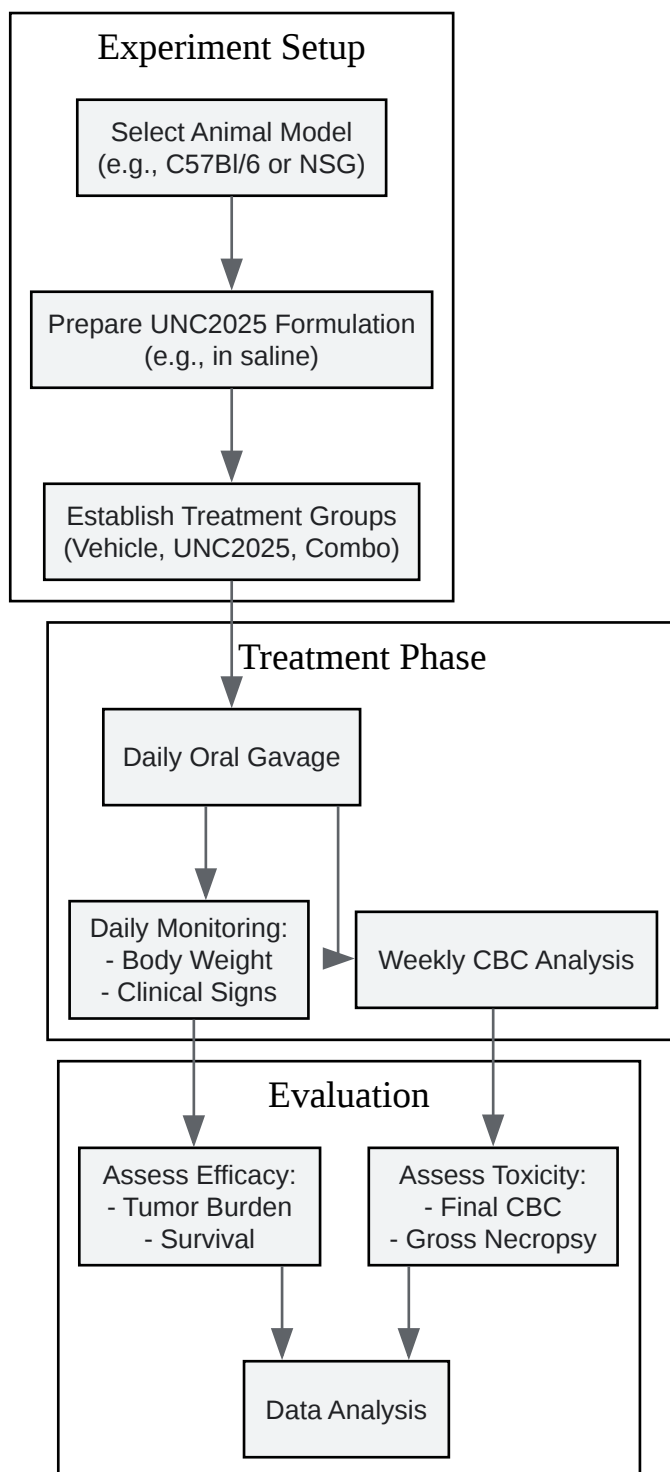 Experiment Setup
Select Animal Model
(e.g., C57Bl/6 or NSG)
Prepare UNC2025 Formulation
(e.g., in saline)
Establish Treatment Groups
(Vehicle, UNC2025, Combo)
Treatment Phase
Daily Oral Gavage
Daily Monitoring:
- Body Weight
- Clinical Signs
Weekly CBC Analysis
Evaluation
Assess Efficacy:
- Tumor Burden
- Survival
Assess Toxicity:
- Final CBC
- Gross Necropsy
Data Analysis